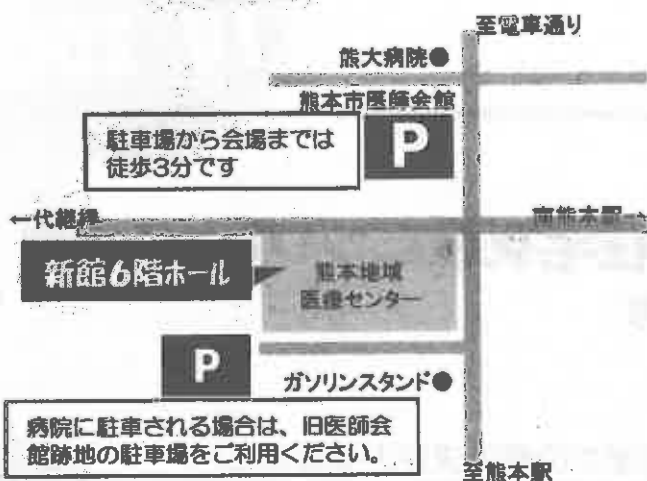 至電車通り
熊大病院●
熊本市医師会館
P
駐車場から会場までは
徒歩3分です
←代継橋
南熊本駅→
新館6階ホール
熊本地域
医療センター
P
ガソリンスタンド●
病院に駐車される場合は、旧医師会
館跡地の駐車場をご利用ください。
至熊本駅